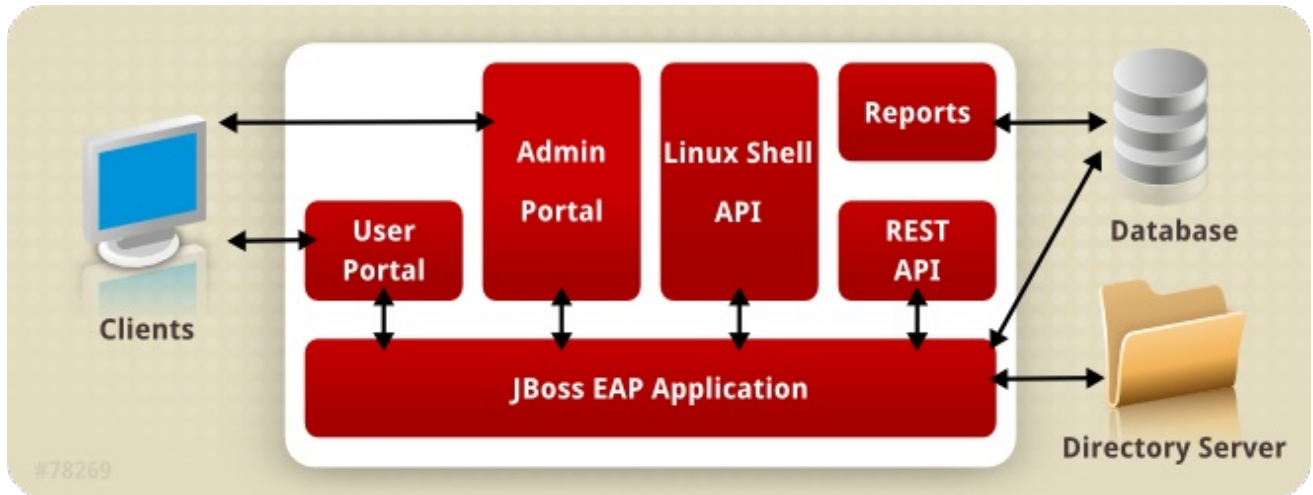 Clients
User
Portal
Admin
Portal
Linux Shell
API
Reports
REST
API
JBoss EAP Application
Database
Directory Server
#78269